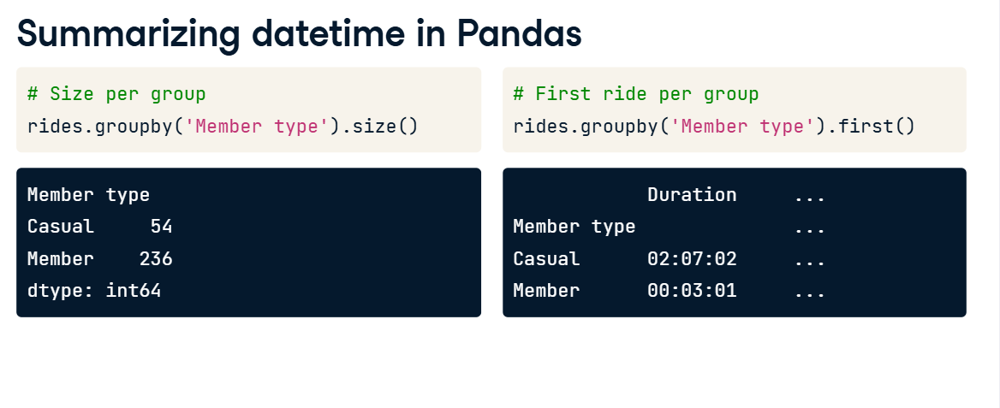 Summarizing datetime in Pandas
# Size per group
rides.groupby('Member type').size()
Member type
Casual     54
Member    236
dtype: int64
# First ride per group
rides.groupby('Member type').first()
            Duration     ...
Member type              ...
Casual      02:07:02     ...
Member      00:03:01     ...